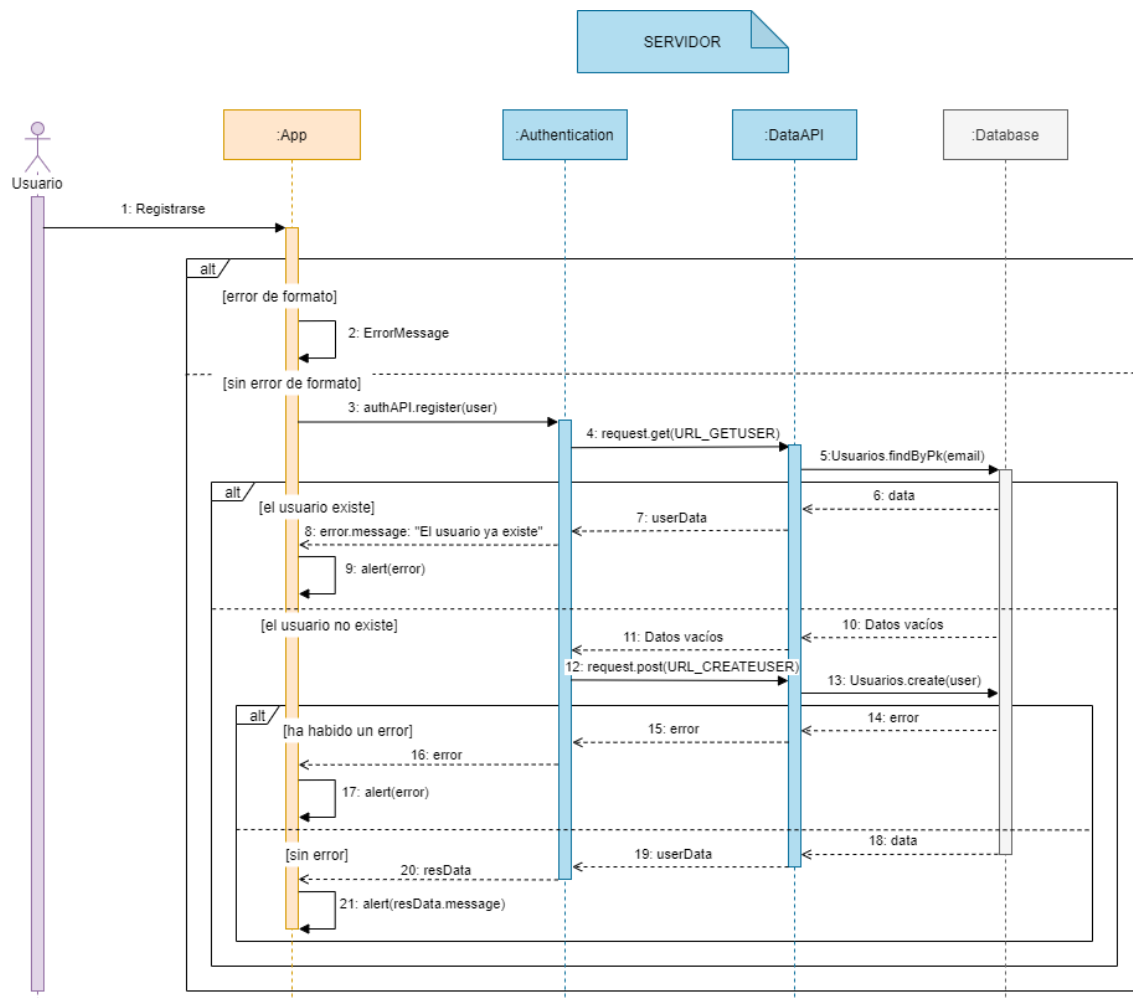 SERVIDOR
:App
:Authentication
:DataAPI
:Database
Usuario
1: Registrarse
alt
[error de formato]
2: ErrorMessage
[sin error de formato]
3: authAPI.register(user)
4: request.get(URL_GETUSER)
5:Usuarios.findByPk(email)
alt
[el usuario existe]
6: data
7: userData
8: error.message: "El usuario ya existe"
9: alert(error)
[el usuario no existe]
10: Datos vacíos
11: Datos vacíos
12: request.post(URL_CREATEUSER)
13: Usuarios.create(user)
alt
[ha habido un error]
14: error
15: error
16: error
17: alert(error)
[sin error]
18: data
19: userData
20: resData
21: alert(resData.message)